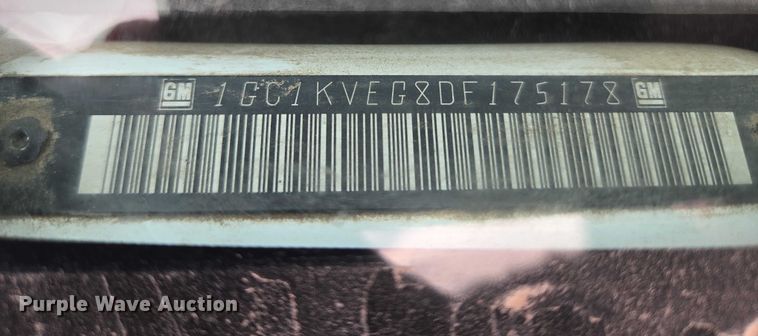 GM 1GC1KVEG8DF175178 GM
Purple Wave Auction